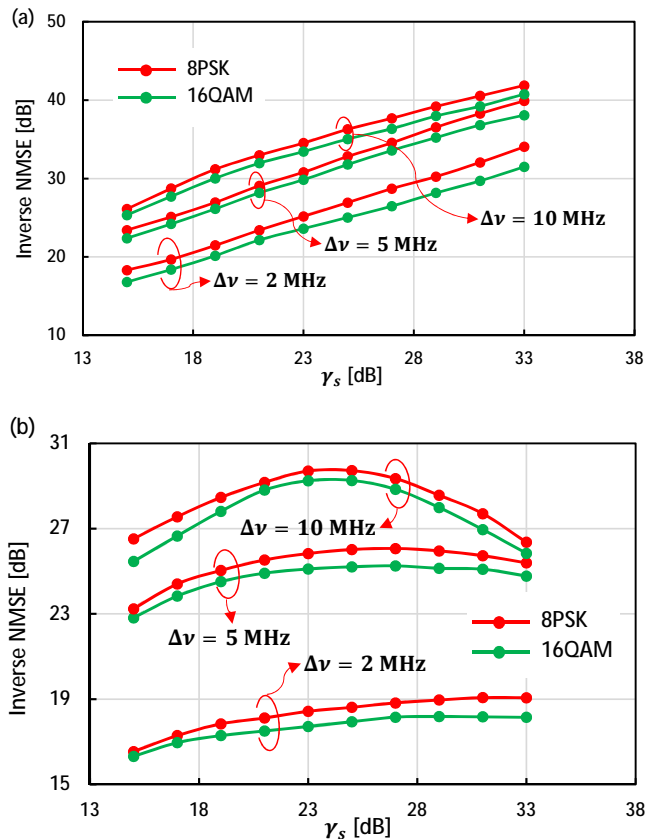 (a)
50
40
30
20
10
Inverse NMSE [dB]
8PSK
16QAM
Δν = 10 MHz
Δν = 5 MHz
Δν = 2 MHz
13 18 23 28 33 38
γₛ [dB]
(b)
31
27
23
19
15
Inverse NMSE [dB]
Δν = 10 MHz
Δν = 5 MHz
8PSK
16QAM
Δν = 2 MHz
13 18 23 28 33 38
γₛ [dB]